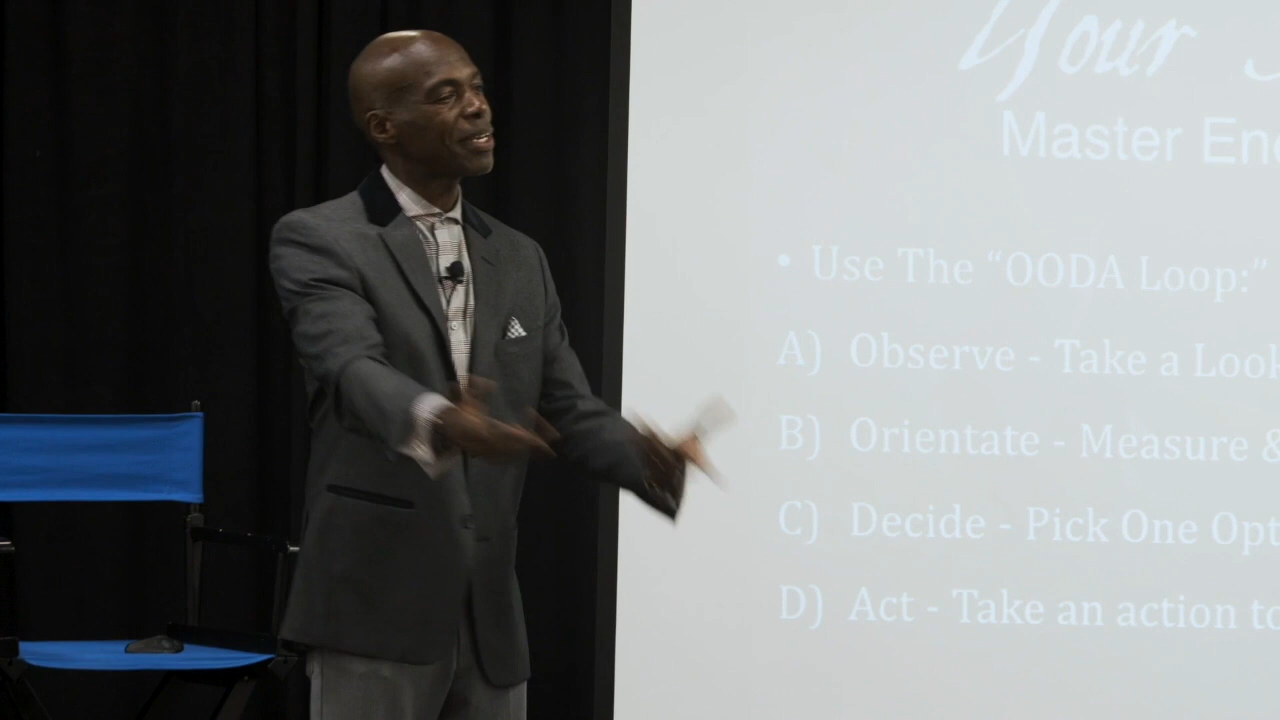 Your
Master En
• Use The “OODA Loop:”
A) Observe - Take a Look
B) Orientate - Measure &
C) Decide - Pick One Opt
D) Act - Take an action to